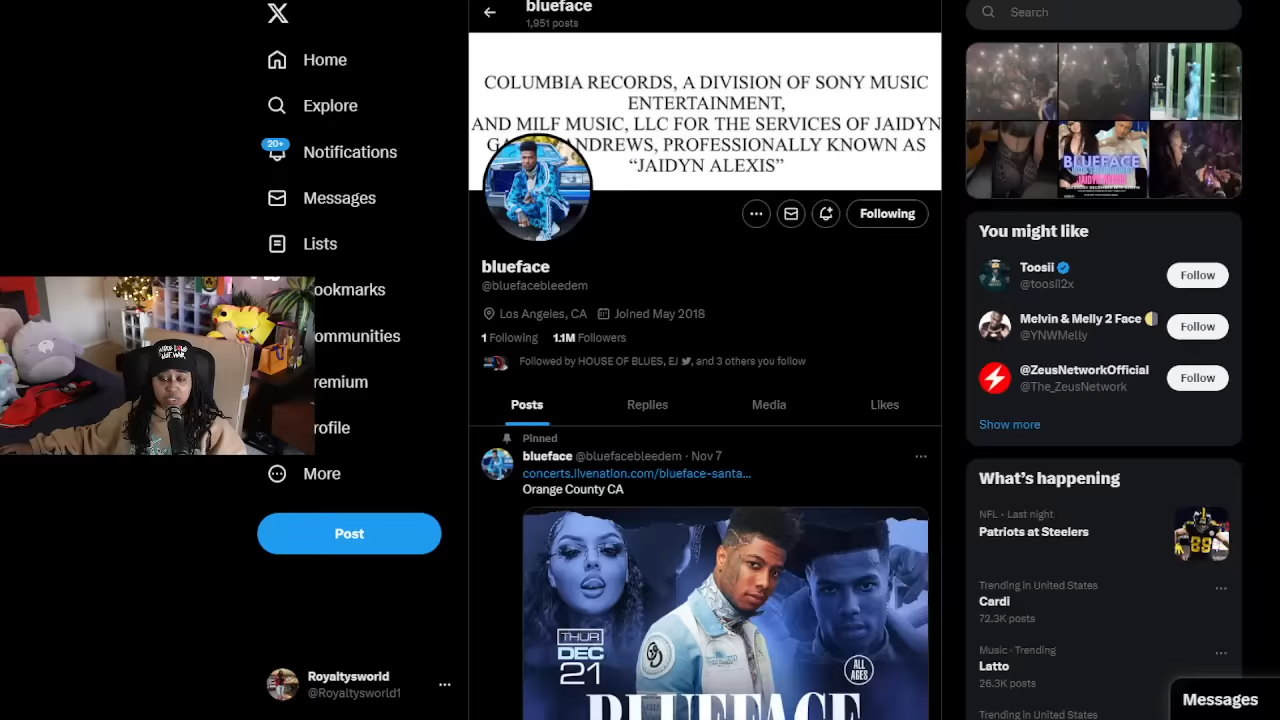 Home
Explore
20+
Notifications
Messages
Lists
ookmarks
ommunities
remium
rofile
More
Post
Royaltysworld
@Royaltysworld1
blueface
1,951 posts
COLUMBIA RECORDS, A DIVISION OF SONY MUSIC
ENTERTAINMENT,
AND MILF MUSIC, LLC FOR THE SERVICES OF JAIDYN
ANDREWS, PROFESSIONALLY KNOWN AS
“JAIDYN ALEXIS”
Following
blueface
@bluefacebleedem
Los Angeles, CA Joined May 2018
1 Following 1.1M Followers
Followed by HOUSE OF BLUES, EJ, and 3 others you follow
Posts Replies Media Likes
Pinned
blueface @bluefacebleedem · Nov 7
concerts.livenation.com/blueface-santa...
Orange County CA
THUR
DEC
21
ALL
AGES
BLUEFACE
Search
BLUEFACE
You might like
Toosii
@toosii2x
Follow
Melvin & Melly 2 Face
@YNWMelly
Follow
@ZeusNetworkOfficial
@The_ZeusNetwork
Follow
Show more
What’s happening
NFL · Last night
Patriots at Steelers
Trending in United States
Cardi
72.3K posts
Music · Trending
Latto
26.3K posts
Trending in United States
Messages